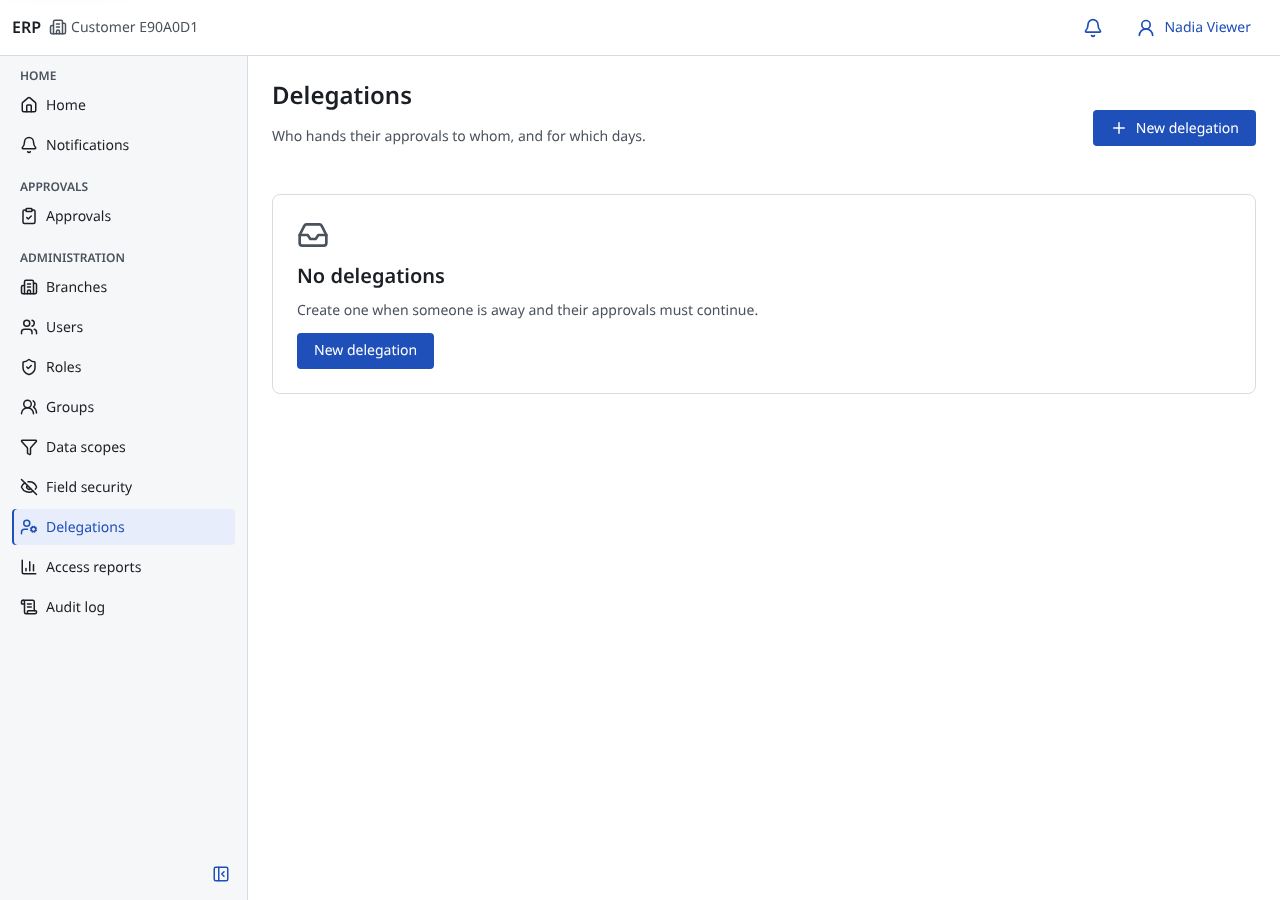 ERP Customer E90A0D1
Nadia Viewer
HOME
Home
Notifications
APPROVALS
Approvals
ADMINISTRATION
Branches
Users
Roles
Groups
Data scopes
Field security
Delegations
Access reports
Audit log
Delegations
Who hands their approvals to whom, and for which days.
New delegation
No delegations
Create one when someone is away and their approvals must continue.
New delegation